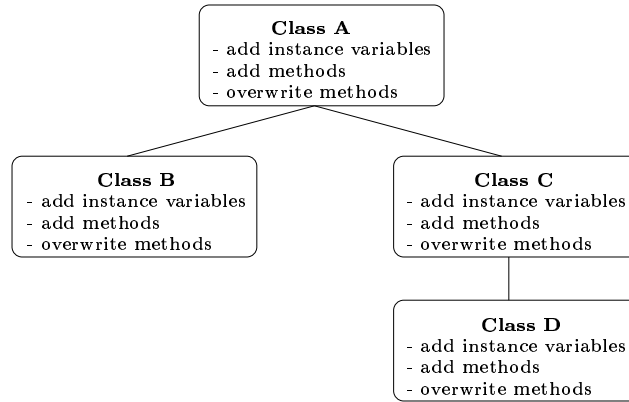 Class A
- add instance variables
- add methods
- overwrite methods
Class B
- add instance variables
- add methods
- overwrite methods
Class C
- add instance variables
- add methods
- overwrite methods
Class D
- add instance variables
- add methods
- overwrite methods